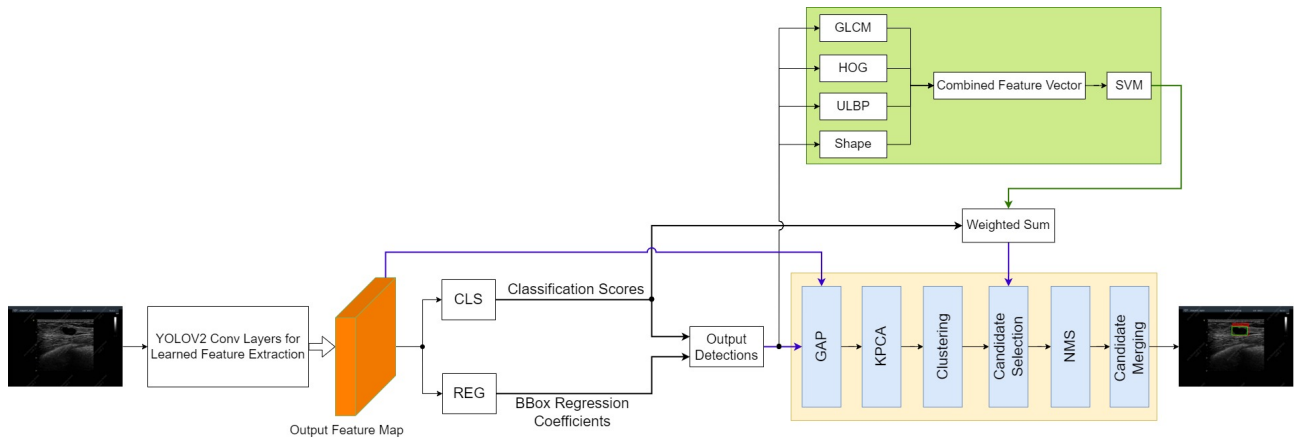 GLCM
HOG
ULBP
Shape
Combined Feature Vector
SVM
Weighted Sum
YOLOV2 Conv Layers for
Learned Feature Extraction
Output Feature Map
CLS
Classification Scores
REG
BBox Regression
Coefficients
Output
Detections
GAP
KPCA
Clustering
Candidate
Selection
NMS
Candidate
Merging